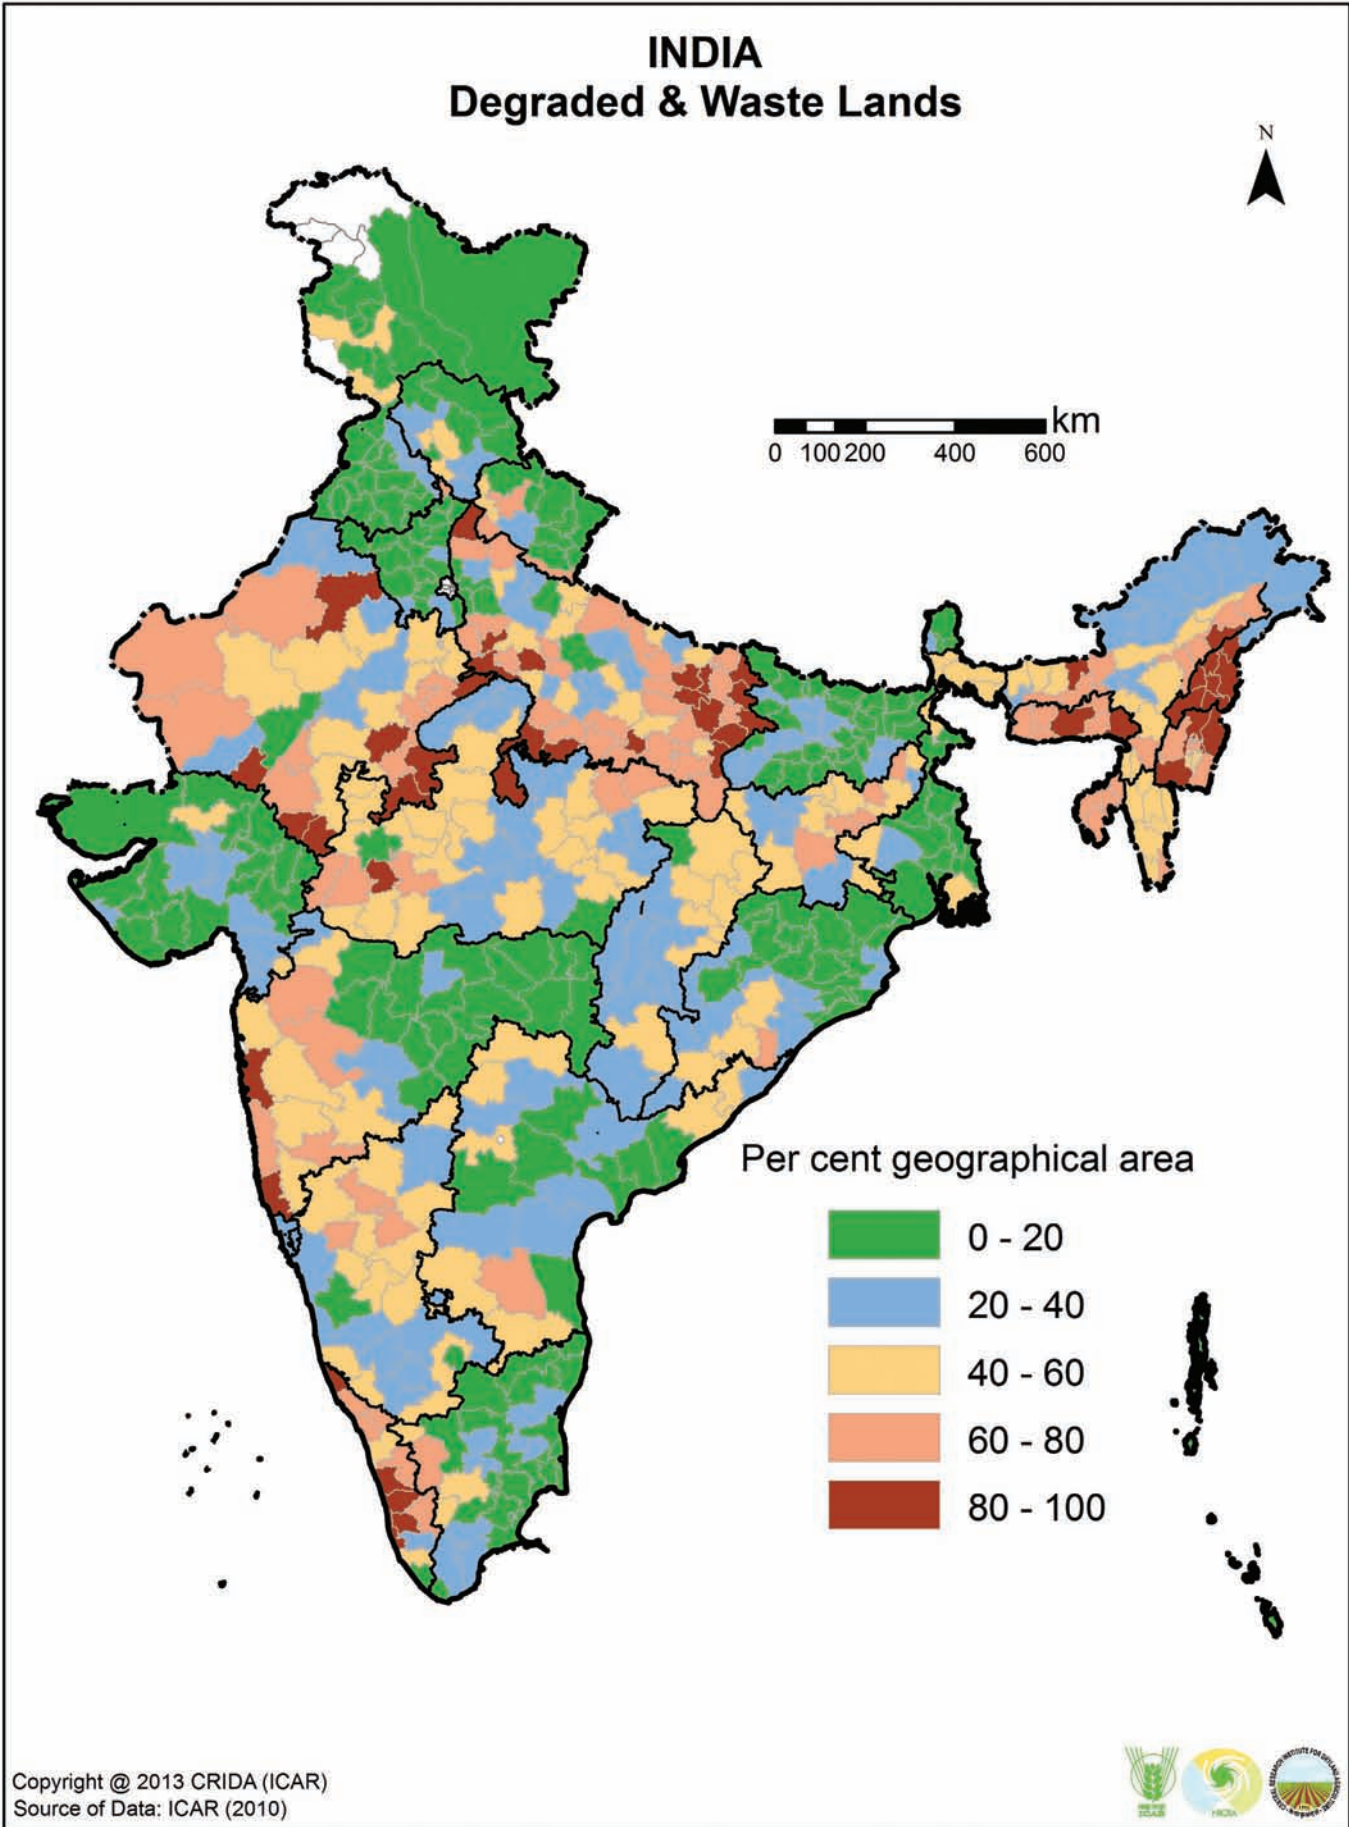 INDIA
Degraded & Waste Lands
N
km
0 100 200 400 600
Per cent geographical area
0 - 20
20 - 40
40 - 60
60 - 80
80 - 100
Copyright @ 2013 CRIDA (ICAR)
Source of Data: ICAR (2010)